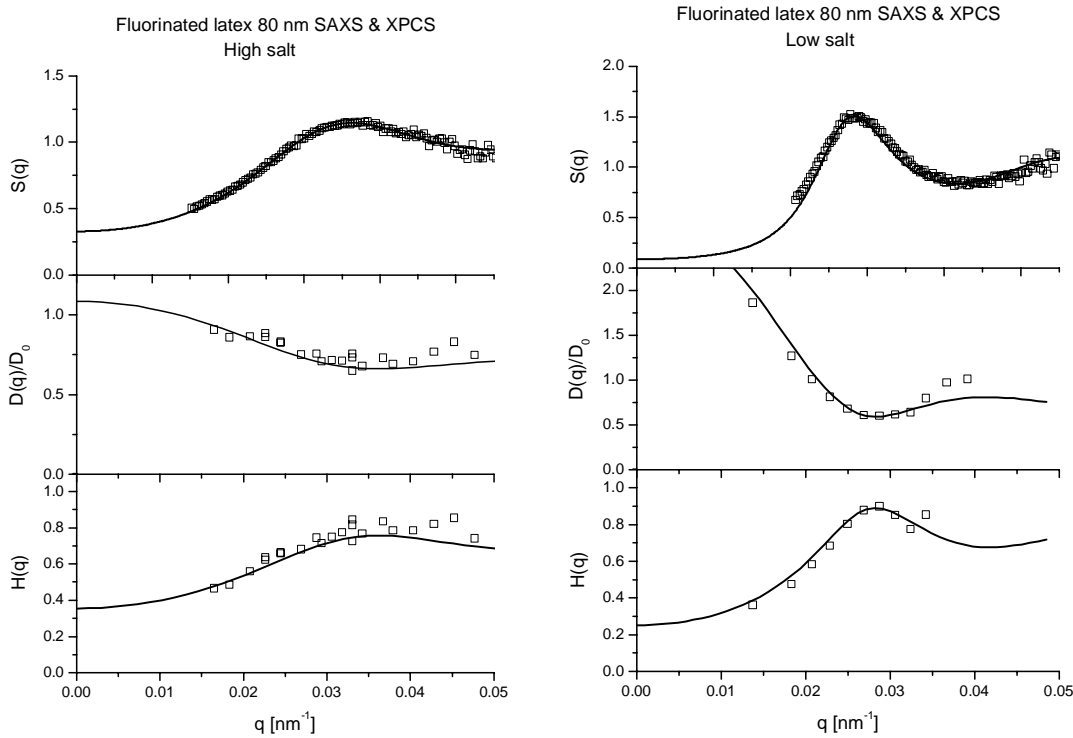 Fluorinated latex 80 nm SAXS & XPCS
High salt
1.5
1.0
0.5
0.0
S(q)
1.0
0.5
0.0
D(q)/D₀
1.0
0.8
0.6
0.4
0.2
0.0
H(q)
0.00 0.01 0.02 0.03 0.04 0.05
q [nm⁻¹]
Fluorinated latex 80 nm SAXS & XPCS
Low salt
2.0
1.5
1.0
0.5
0.0
S(q)
2.0
1.5
1.0
0.5
0.0
D(q)/D₀
1.0
0.8
0.6
0.4
0.2
0.0
H(q)
0.00 0.01 0.02 0.03 0.04 0.05
q [nm⁻¹]